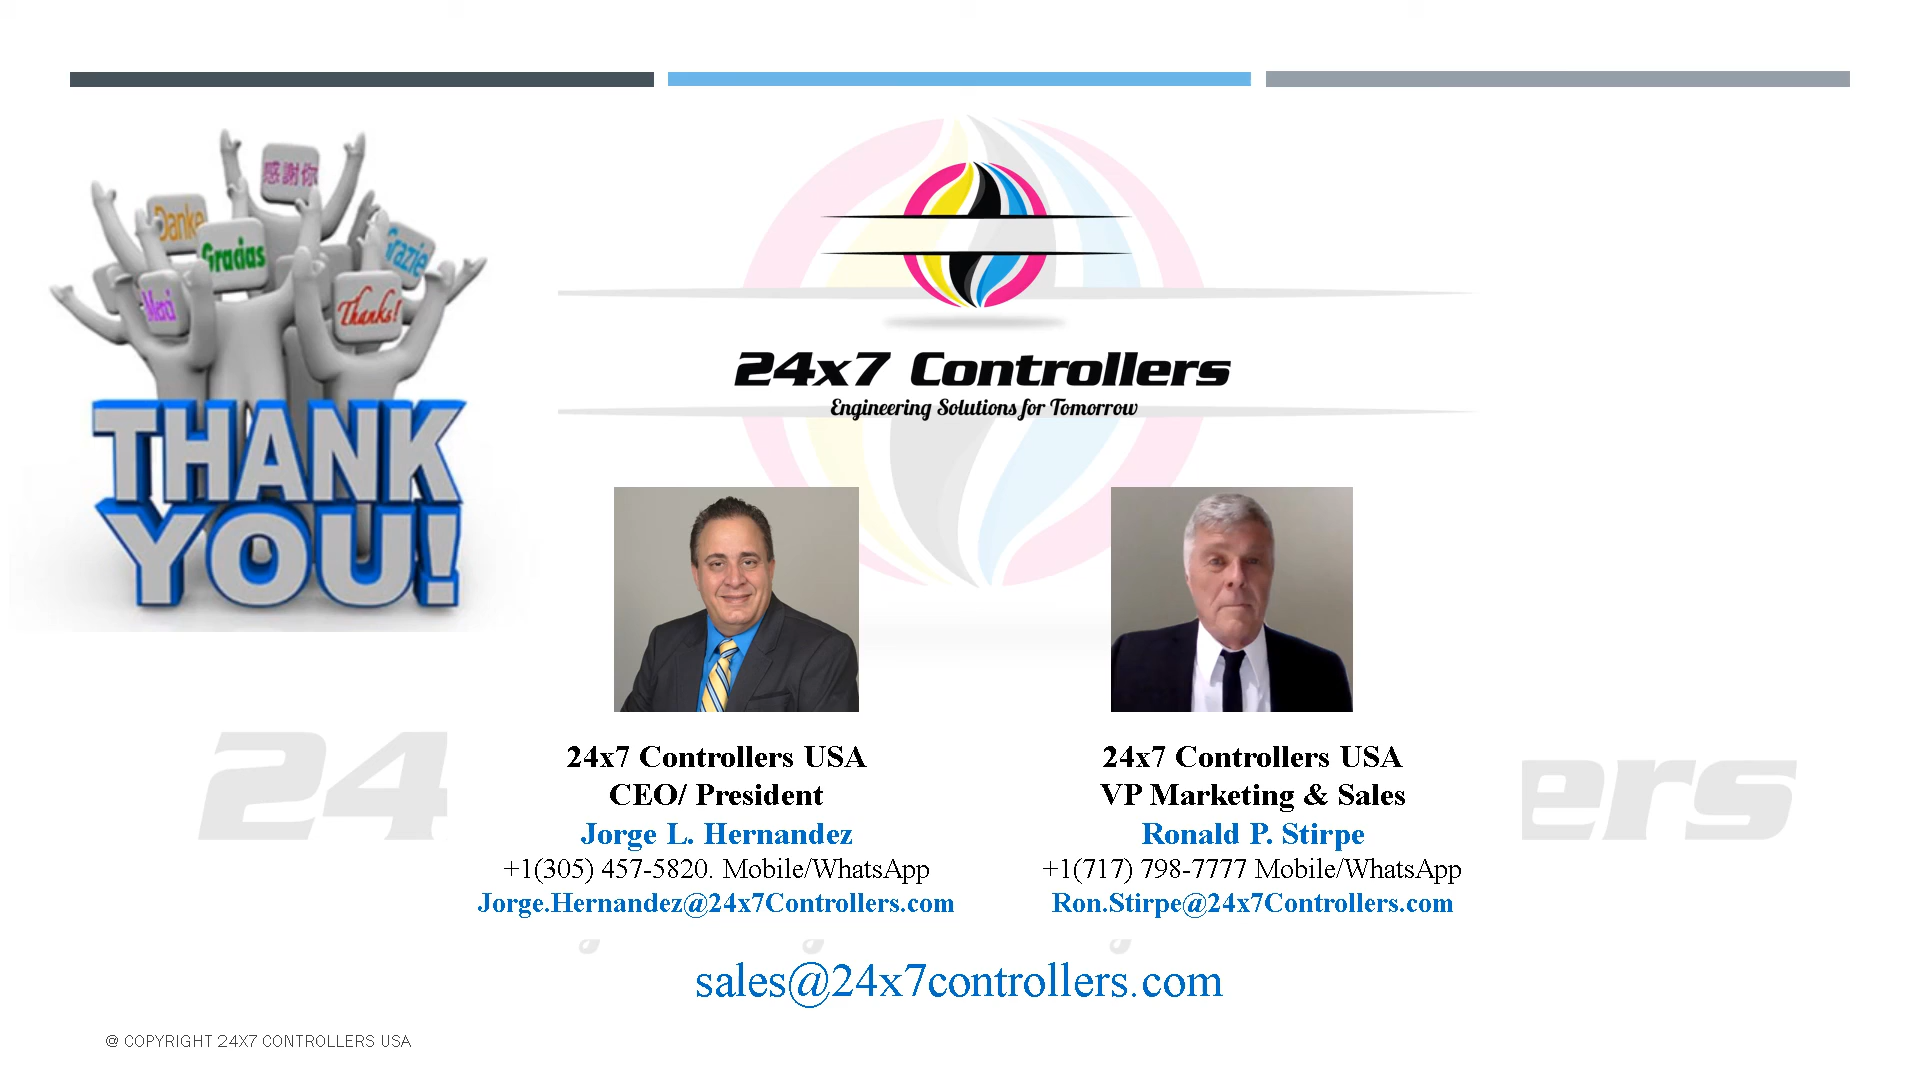 感謝你
Danke
Gracias
Grazie
Merci
Thanks!
THANK
YOU!
24x7 Controllers
Engineering Solutions for Tomorrow
24x7 Controllers USA
CEO/ President
Jorge L. Hernandez
+1(305) 457-5820. Mobile/WhatsApp
Jorge.Hernandez@24x7Controllers.com
24x7 Controllers USA
VP Marketing & Sales
Ronald P. Stirpe
+1(717) 798-7777 Mobile/WhatsApp
Ron.Stirpe@24x7Controllers.com
24
ers
sales@24x7controllers.com
@ COPYRIGHT 24X7 CONTROLLERS USA